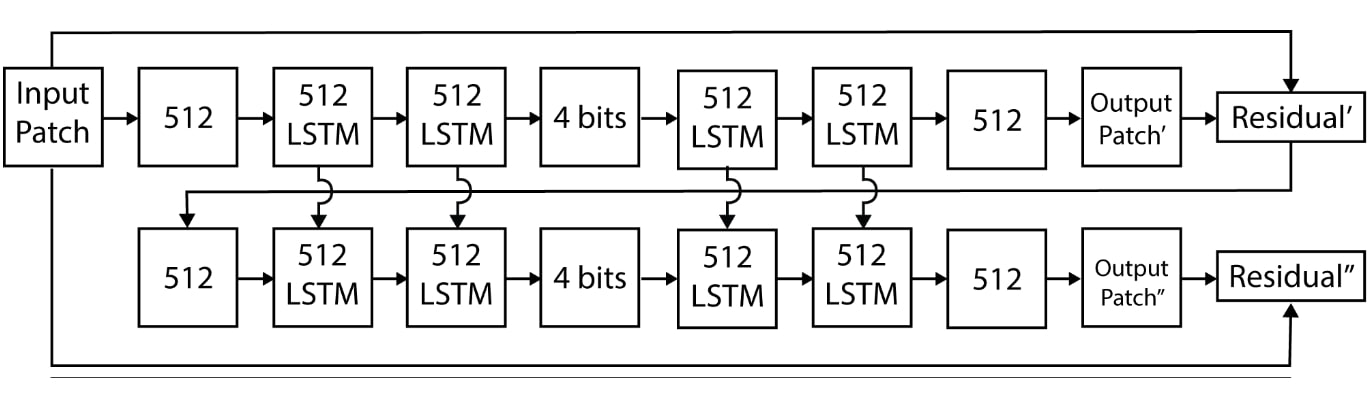 Input
Patch
512
512
LSTM
512
LSTM
4 bits
512
LSTM
512
LSTM
512
Output
Patch′
Residual′
512
512
LSTM
512
LSTM
4 bits
512
LSTM
512
LSTM
512
Output
Patch″
Residual″